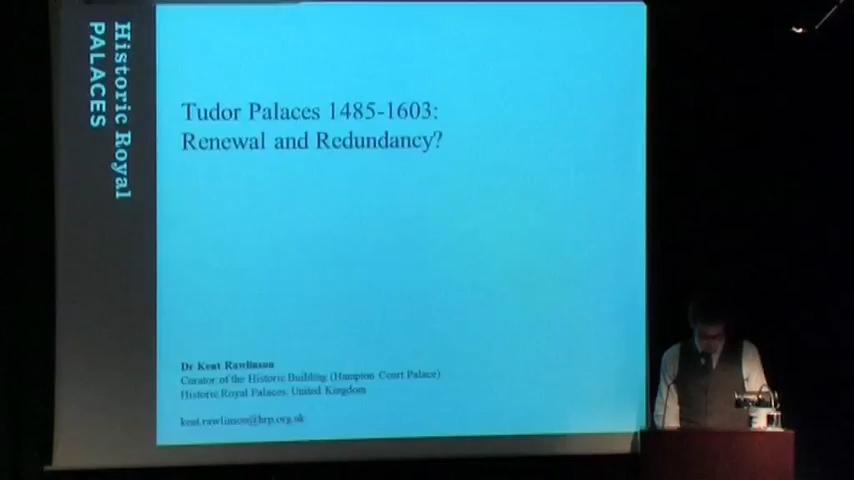 Historic Royal
PALACES
Tudor Palaces 1485-1603:
Renewal and Redundancy?
Dr Kent Rawlinson
Curator of the Historic Building (Hampton Court Palace)
Historic Royal Palaces, United Kingdom
kent.rawlinson@hrp.org.uk